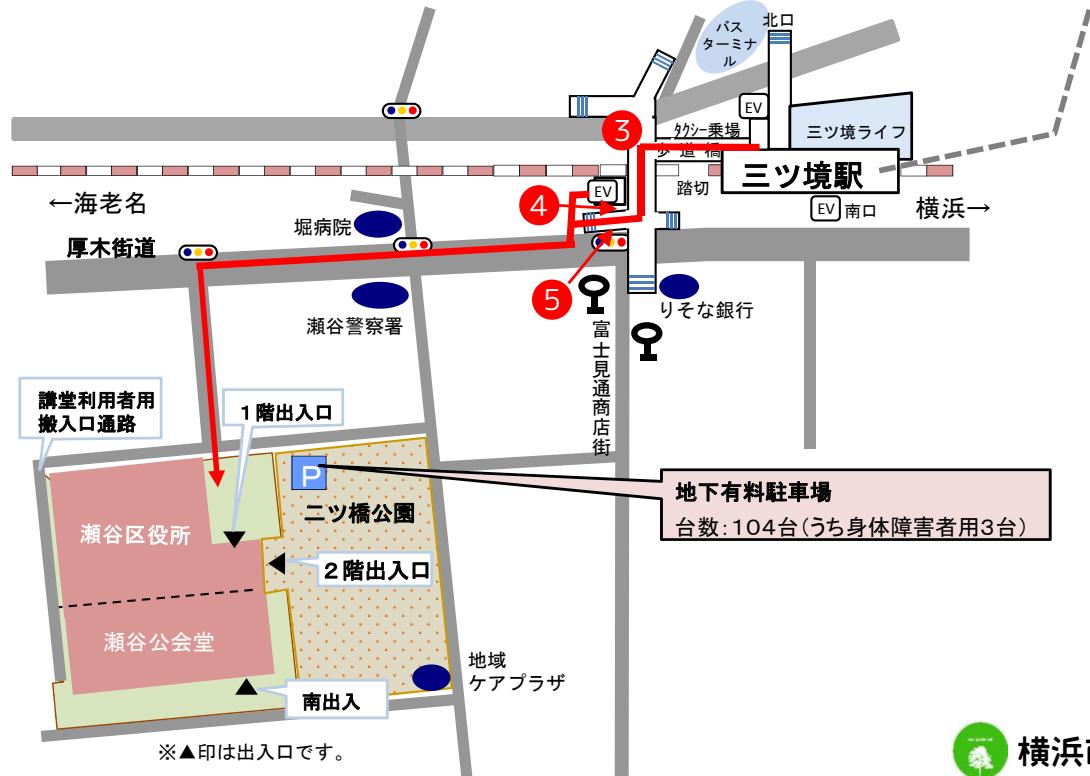 バス
ターミナ
ル
北口
EV
③
タクシー乗場
歩道橋
三ツ境ライフ
三ツ境駅
踏切
EV
④
←海老名
EV 南口
横浜→
堀病院
厚木街道
⑤
瀬谷警察署
りそな銀行
富士見通商店街
講堂利用者用
搬入口通路
1階出入口
P
二ツ橋公園
地下有料駐車場
台数:104台(うち身体障害者用3台)
瀬谷区役所
2階出入口
瀬谷公会堂
地域
ケアプラザ
南出入
※▲印は出入口です。
横浜